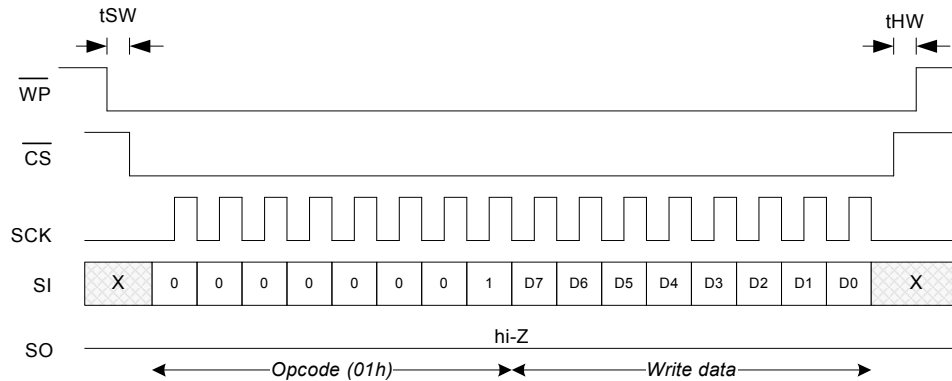 tSW tHW
WP
CS
SCK
SI X 0 0 0 0 0 0 0 1 D7 D6 D5 D4 D3 D2 D1 D0 X
hi-Z
SO
Opcode (01h) Write data